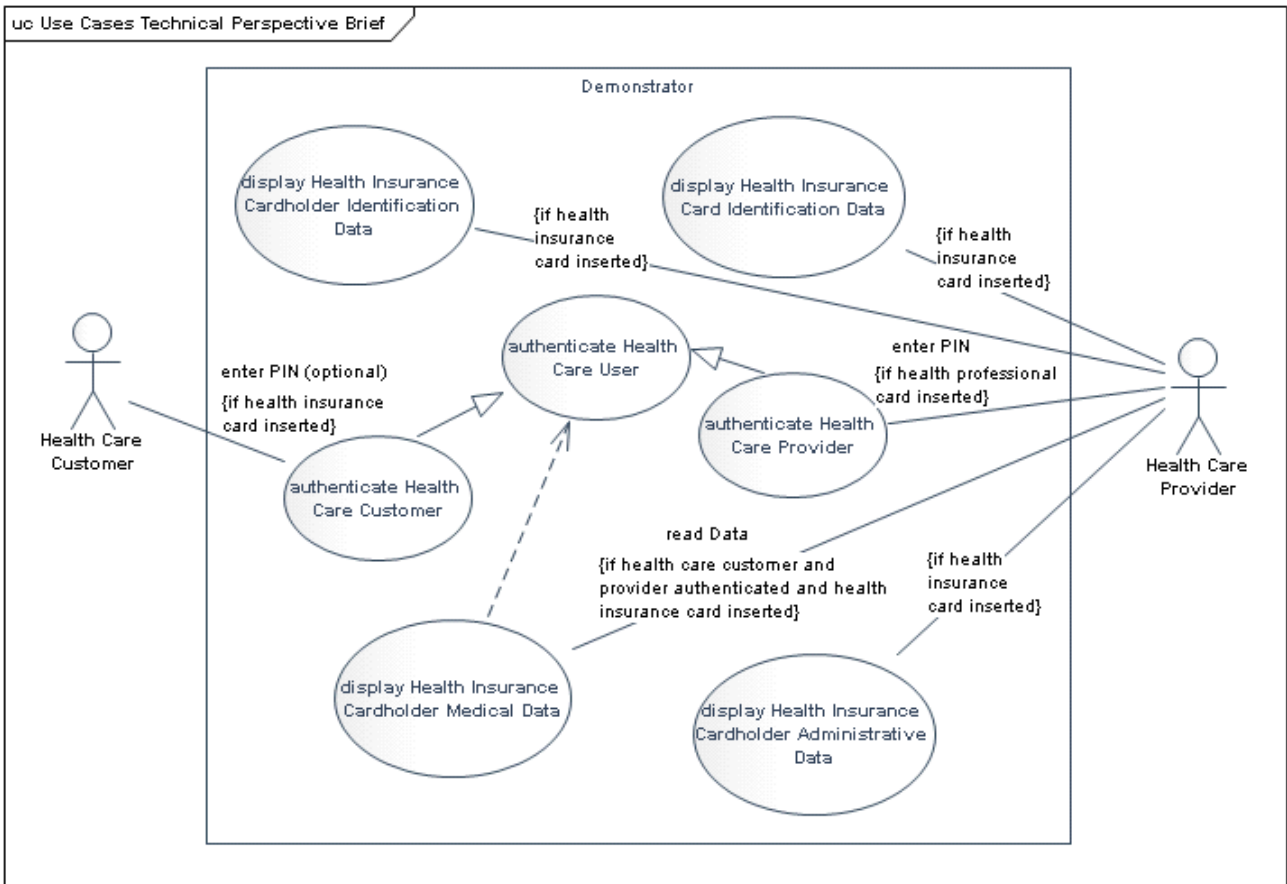 uc Use Cases Technical Perspective Brief
Demonstrator
display Health Insurance
Cardholder Identification
Data
display Health Insurance
Card Identification Data
{if health
insurance
card inserted}
{if health
insurance
card inserted}
authenticate Health
Care User
enter PIN
{if health professional
card inserted}
enter PIN (optional)
{if health insurance
card inserted}
authenticate Health
Care Provider
Health Care
Customer
Health Care
Provider
authenticate Health
Care Customer
read Data
{if health care customer and
provider authenticated and health
insurance card inserted}
{if health
insurance
card inserted}
display Health Insurance
Cardholder Medical Data
display Health Insurance
Cardholder Administrative
Data